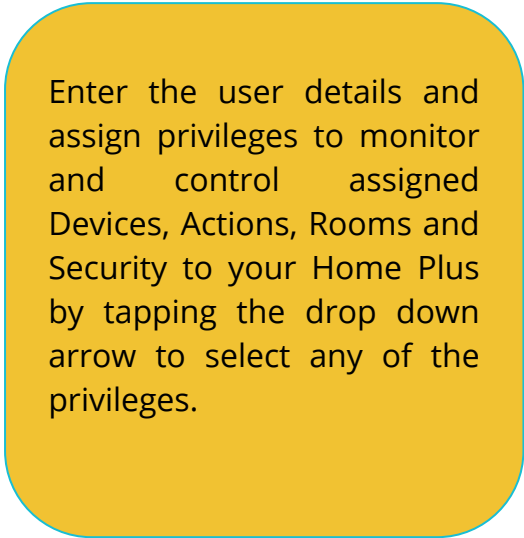 Enter the user details and
assign privileges to monitor
and control assigned
Devices, Actions, Rooms and
Security to your Home Plus
by tapping the drop down
arrow to select any of the
privileges.